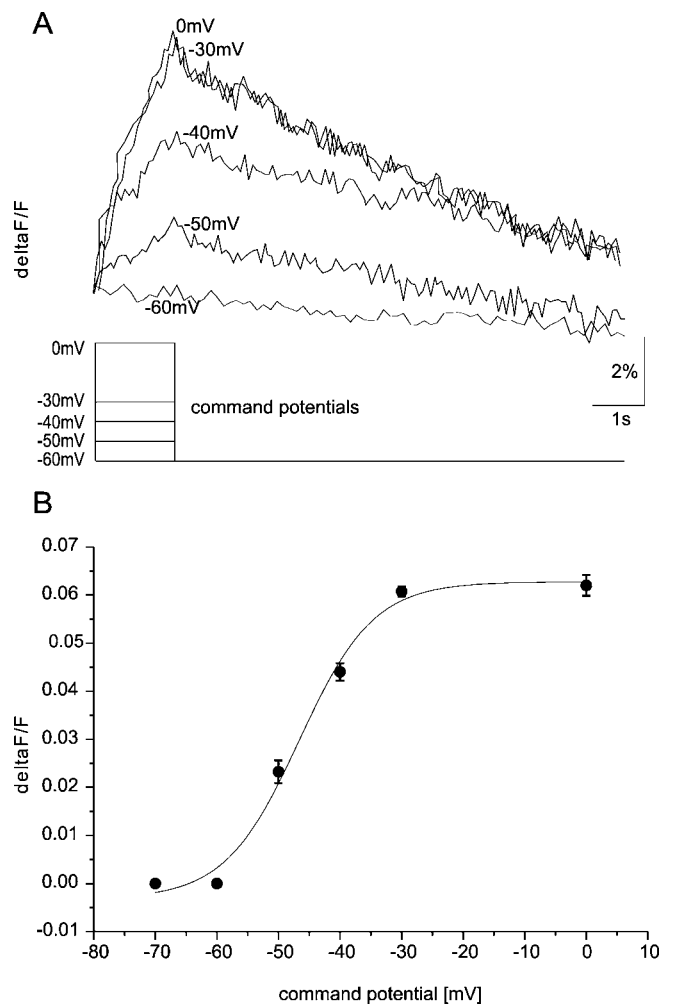 A
0mV
-30mV
-40mV
-50mV
-60mV
deltaF/F
0mV
-30mV
-40mV
-50mV
-60mV
command potentials
2%
1s
B
0.07
0.06
0.05
0.04
0.03
0.02
0.01
0.00
-0.01
deltaF/F
-80 -70 -60 -50 -40 -30 -20 -10 0 10
command potential [mV]